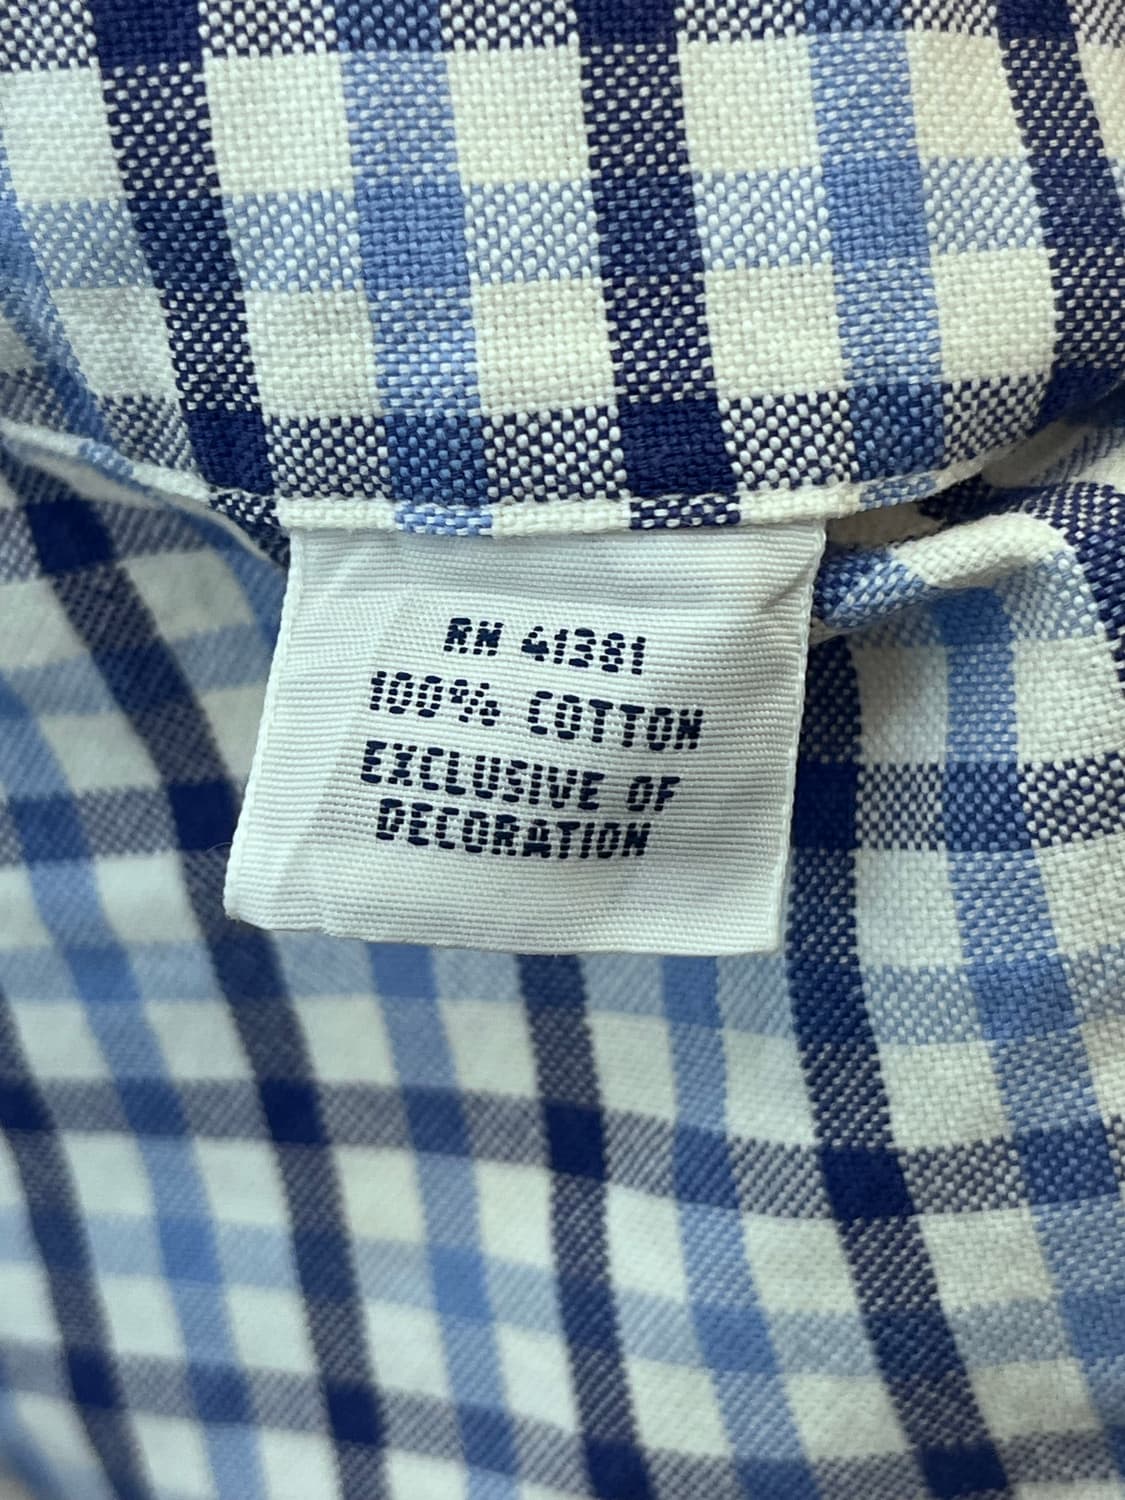 RN 41381
100% COTTON
EXCLUSIVE OF
DECORATION